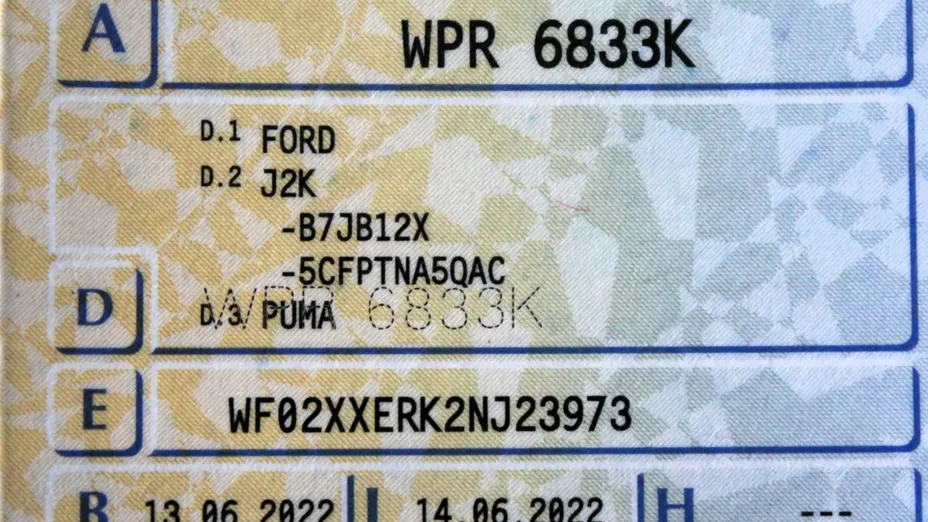 A WPR 6833K
D.1 FORD
D.2 J2K
-B7JB12X
-5CFPTNA5QAC
WPR 6833K
D D.3 PUMA
E WF02XXERK2NJ23973
B 13.06.2022 I 14.06.2022 H ---